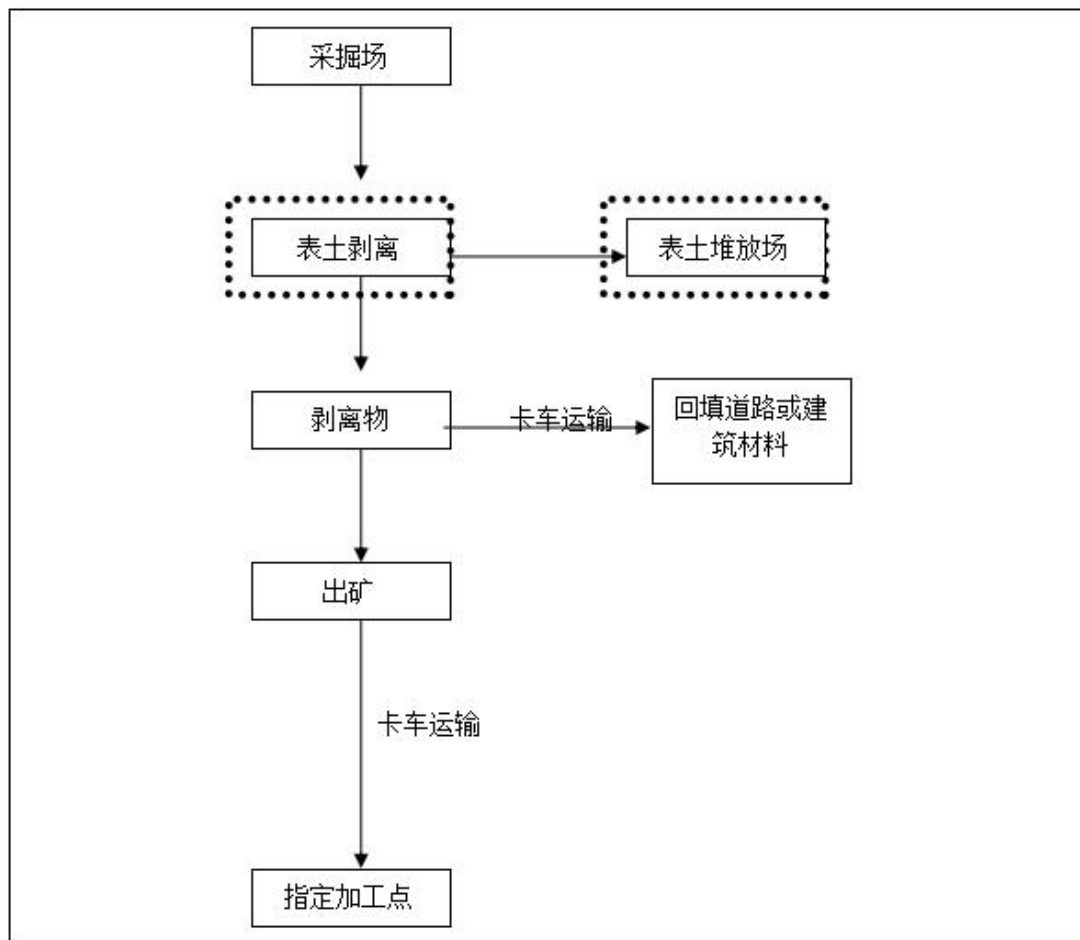 采掘场
表土剥离
表土堆放场
剥离物
卡车运输
回填道路或建
筑材料
出矿
卡车运输
指定加工点